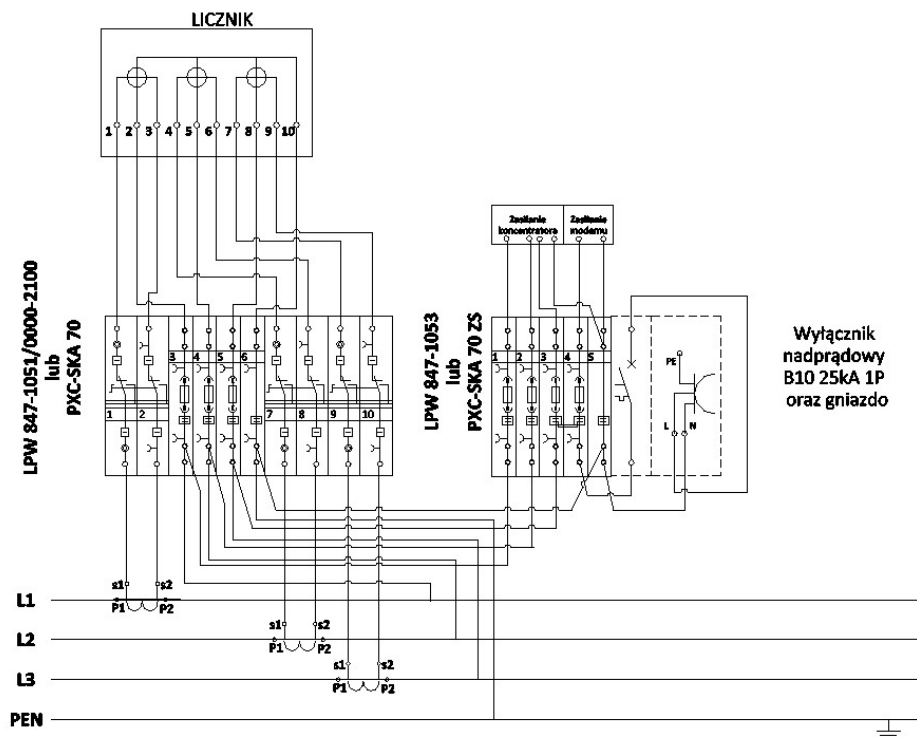 LICZNIK
1 2 3 4 5 6 7 8 9 10
LPW 847-1051/0000-2100
lub
PXC-SKA 70
3 4 5 6
1 2
7 8 9 10
Zasilanie
koncentratora
Zasilanie
modemu
LPW 847-1053
lub
PXC-SKA 70 ZS
1 2 3 4 5
PE
L N
Wyłącznik
nadprądowy
B10 25kA 1P
oraz gniazdo
s1 s2
L1
P1 P2
s1 s2
L2
P1 P2
s1 s2
L3
P1 P2
PEN